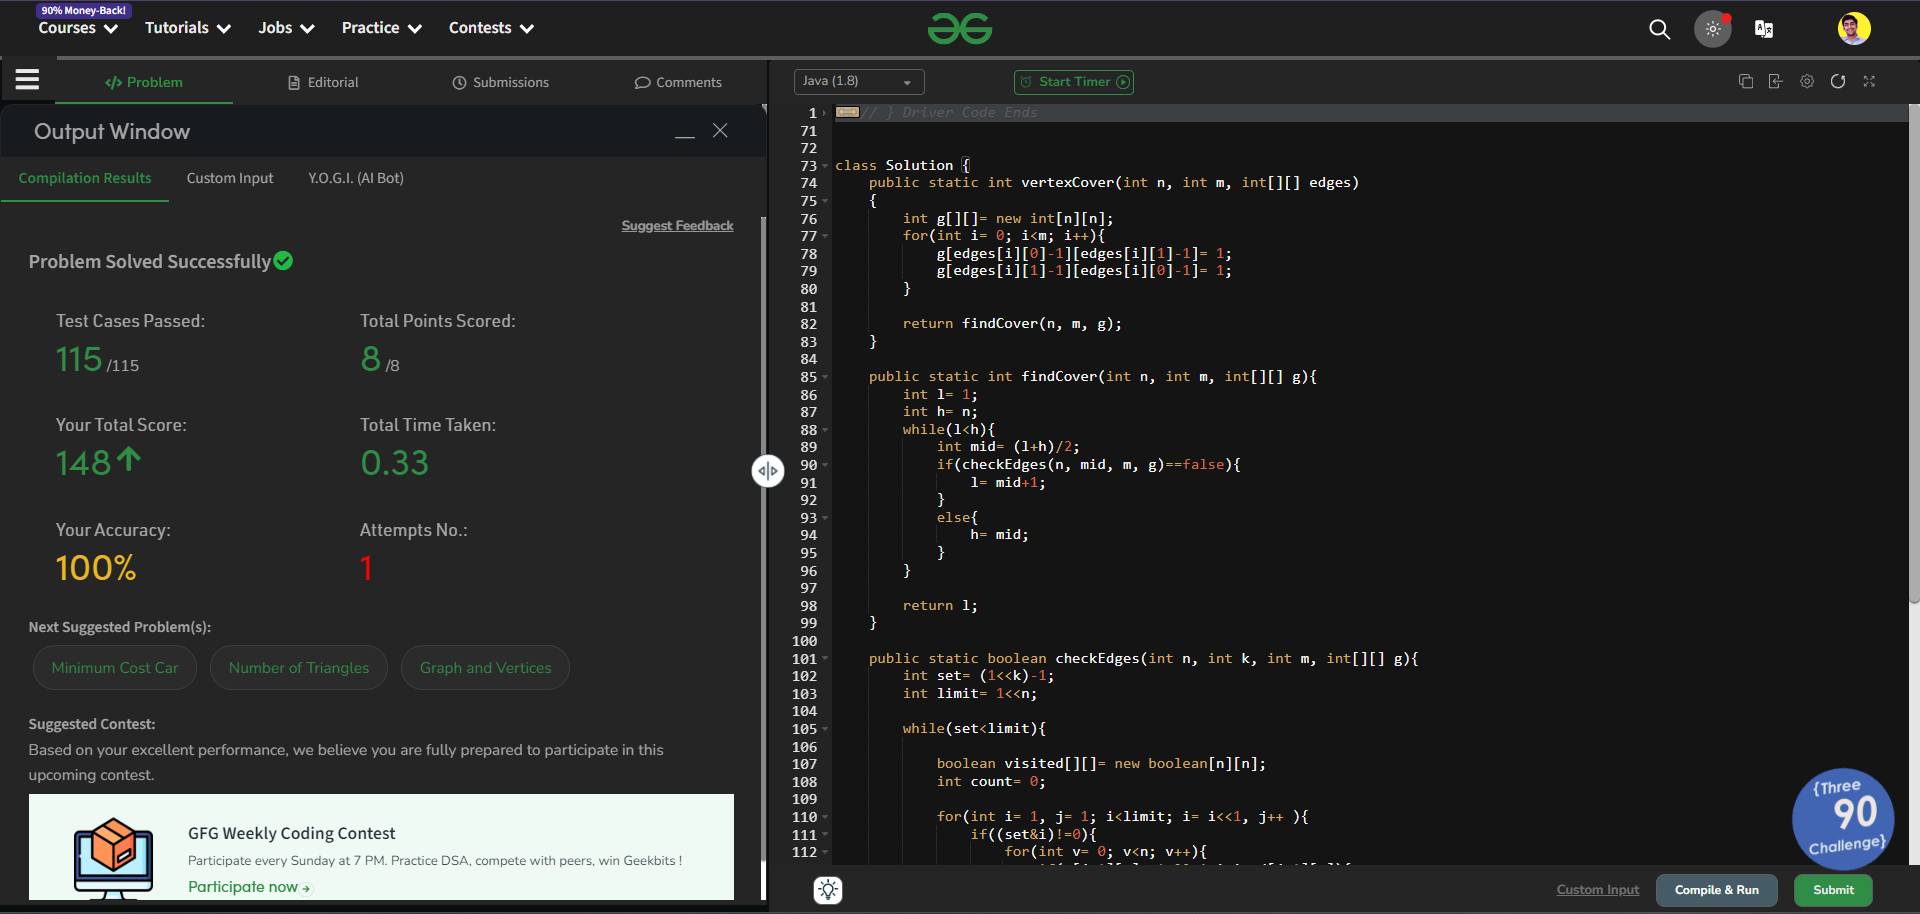 90% Money-Back!
Courses Tutorials Jobs Practice Contests
Problem Editorial Submissions Comments
Output Window
Compilation Results Custom Input Y.O.G.I. (AI Bot)
Suggest Feedback
Problem Solved Successfully
Test Cases Passed: Total Points Scored:
115 /115 8 /8
Your Total Score: Total Time Taken:
148 0.33
Your Accuracy: Attempts No.:
100% 1
Next Suggested Problem(s):
Minimum Cost Car Number of Triangles Graph and Vertices
Suggested Contest:
Based on your excellent performance, we believe you are fully prepared to participate in this
upcoming contest.
GFG Weekly Coding Contest
Participate every Sunday at 7 PM. Practice DSA, compete with peers, win Geekbits !
Participate now
Java (1.8) Start Timer
1 // } Driver Code Ends
71
72
73 class Solution {
74 public static int vertexCover(int n, int m, int[][] edges)
75 {
76 int g[][]= new int[n][n];
77 for(int i= 0; i<m; i++){
78 g[edges[i][0]-1][edges[i][1]-1]= 1;
79 g[edges[i][1]-1][edges[i][0]-1]= 1;
80 }
81
82 return findCover(n, m, g);
83 }
84
85 public static int findCover(int n, int m, int[][] g){
86 int l= 1;
87 int h= n;
88 while(l<h){
89 int mid= (l+h)/2;
90 if(checkEdges(n, mid, m, g)==false){
91 l= mid+1;
92 }
93 else{
94 h= mid;
95 }
96 }
97
98 return l;
99 }
100
101 public static boolean checkEdges(int n, int k, int m, int[][] g){
102 int set= (1<<k)-1;
103 int limit= 1<<n;
104
105 while(set<limit){
106
107 boolean visited[][]= new boolean[n][n];
108 int count= 0;
109
110 for(int i= 1, j= 1; i<limit; i= i<<1, j++ ){
111 if((set&i)!=0){
112 for(int v= 0; v<n; v++){
{Three
90
Challenge}
Custom Input Compile & Run Submit